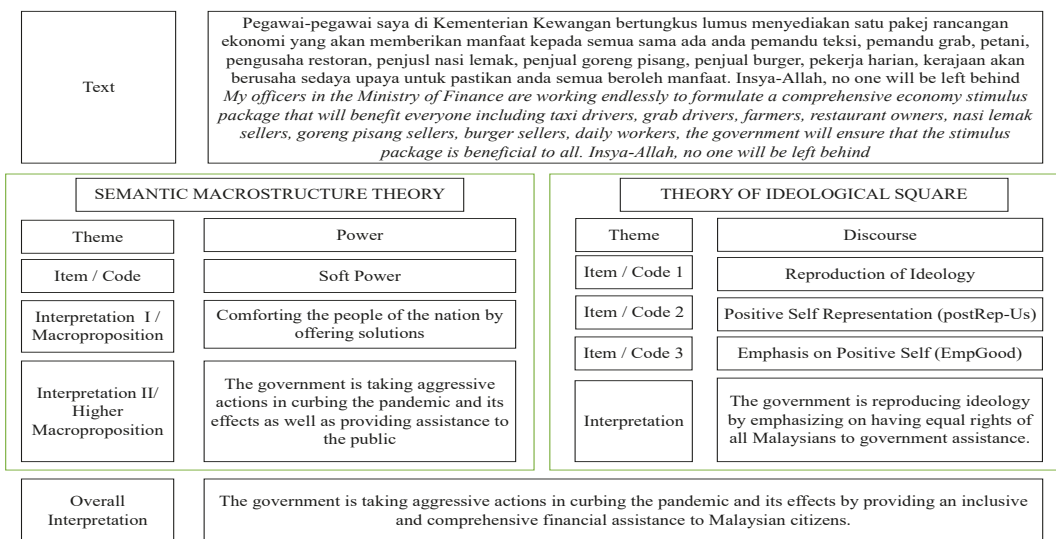 Text
Pegawai-pegawai saya di Kementerian Kewangan bertungkus lumus menyediakan satu pakej rancangan
ekonomi yang akan memberikan manfaat kepada semua sama ada anda pemandu teksi, pemandu grab, petani,
pengusaha restoran, penjusl nasi lemak, penjual goreng pisang, penjual burger, pekerja harian, kerajaan akan
berusaha sedaya upaya untuk pastikan anda semua beroleh manfaat. Insya-Allah, no one will be left behind
My officers in the Ministry of Finance are working endlessly to formulate a comprehensive economy stimulus
package that will benefit everyone including taxi drivers, grab drivers, farmers, restaurant owners, nasi lemak
sellers, goreng pisang sellers, burger sellers, daily workers, the government will ensure that the stimulus
package is beneficial to all. Insya-Allah, no one will be left behind
SEMANTIC MACROSTRUCTURE THEORY
Theme
Power
Item / Code
Soft Power
Interpretation I /
Macroproposition
Comforting the people of the nation by
offering solutions
Interpretation II/
Higher
Macroproposition
The government is taking aggressive
actions in curbing the pandemic and its
effects as well as providing assistance to
the public
THEORY OF IDEOLOGICAL SQUARE
Theme
Discourse
Item / Code 1
Reproduction of Ideology
Item / Code 2
Positive Self Representation (postRep-Us)
Item / Code 3
Emphasis on Positive Self (EmpGood)
Interpretation
The government is reproducing ideology
by emphasizing on having equal rights of
all Malaysians to government assistance.
Overall
Interpretation
The government is taking aggressive actions in curbing the pandemic and its effects by providing an inclusive
and comprehensive financial assistance to Malaysian citizens.